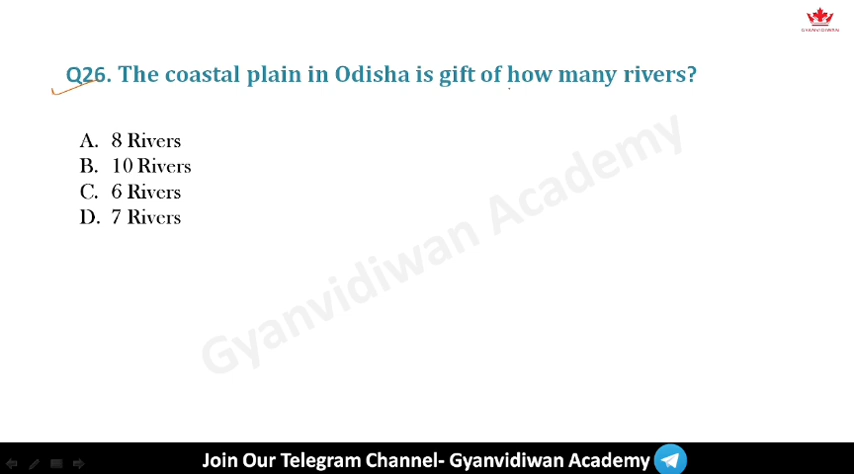 GYANVIDIWAN
Q26. The coastal plain in Odisha is gift of how many rivers?
A. 8 Rivers
B. 10 Rivers
C. 6 Rivers
D. 7 Rivers
Gyanvidiwan Academy
Join Our Telegram Channel- Gyanvidiwan Academy